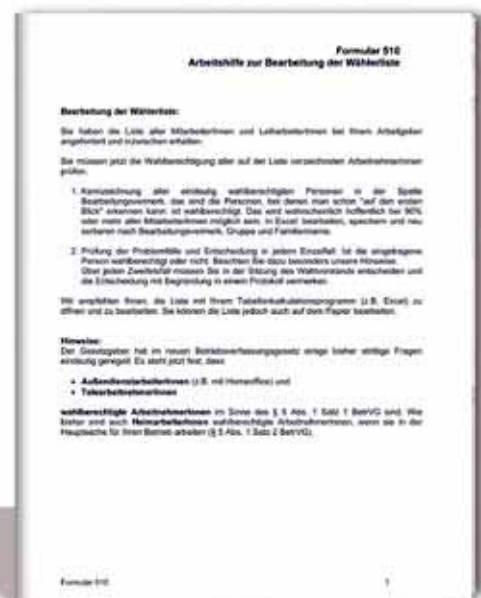 Formular 510
Arbeitshilfe zur Bearbeitung der Wählerliste
Bearbeitung der Wählerliste:
Sie haben die Liste aller MitarbeiterInnen und LeiharbeiterInnen bei Ihrem Arbeitgeber
angefordert und inzwischen erhalten.
Sie müssen jetzt die Wahlberechtigung aller auf der Liste verzeichneten ArbeitnehmerInnen
prüfen.
1. Kennzeichnung aller eindeutig wahlberechtigten Personen in der Spalte
Bearbeitungsvermerk, das sind die Personen, bei denen man schon "auf den ersten
Blick" erkennen kann: ist wahlberechtigt. Das wird wahrscheinlich hoffentlich bei 90%
oder mehr aller MitarbeiterInnen möglich sein. In Excel: bearbeiten, speichern und neu
sortieren nach Bearbeitungsvermerk, Gruppe und Familienname.
2. Prüfung der Problemfälle und Entscheidung in jedem Einzelfall: Ist die eingetragene
Person wahlberechtigt oder nicht. Beachten Sie dazu besonders unsere Hinweise.
Über jeden Zweifelsfall müssen Sie in der Sitzung des Wahlvorstands entscheiden und
die Entscheidung mit Begründung in einem Protokoll vermerken.
Wir empfehlen Ihnen, die Liste mit Ihrem Tabellenkalkulationsprogramm (z.B. Excel) zu
öffnen und zu bearbeiten. Sie können die Liste jedoch auch auf dem Papier bearbeiten.
Hinweise:
Der Gesetzgeber hat im neuen Betriebsverfassungsgesetz einige bisher strittige Fragen
eindeutig geregelt. Es steht jetzt fest, dass
• AußendienstarbeiterInnen (z.B. mit Homeoffice) und
• TelearbeitnehmerInnen
wahlberechtigte ArbeitnehmerInnen im Sinne des § 5 Abs. 1 Satz 1 BetrVG sind. Wie
bisher sind auch HeimarbeiterInnen wahlberechtigte ArbeitnehmerInnen, wenn sie in der
Hauptsache für Ihren Betrieb arbeiten (§ 5 Abs. 1 Satz 2 BetrVG).
Formular 510
1